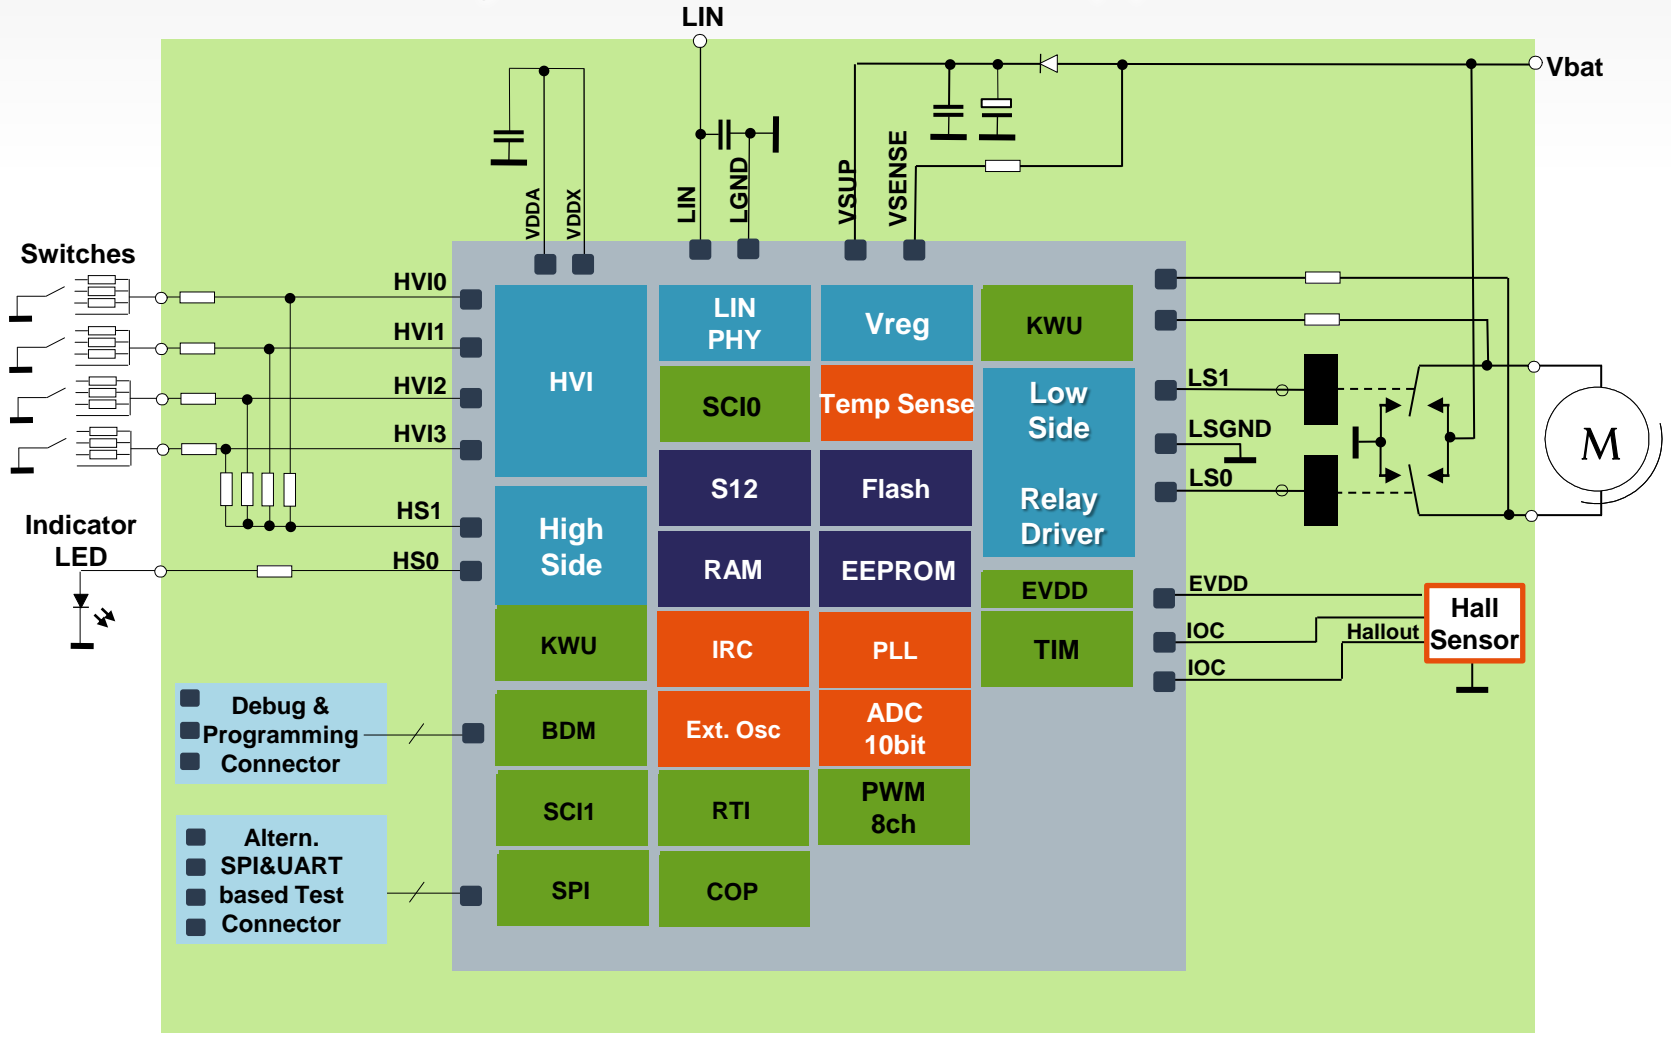 LIN
Vbat
VDDA
VDDX
LIN
LGND
VSUP
VSENSE
Switches
HVI0
HVI1
HVI2
HVI3
HS1
HS0
Indicator
LED
HVI
High
Side
KWU
BDM
SCI1
SPI
LIN
PHY
SCI0
S12
RAM
IRC
Ext. Osc
RTI
COP
Vreg
Temp Sense
Flash
EEPROM
PLL
ADC
10bit
PWM
8ch
KWU
Low
Side
Relay
Driver
EVDD
TIM
LS1
LSGND
LS0
EVDD
IOC
Hallout
IOC
M
Hall
Sensor
Debug &
Programming
Connector
Altern.
SPI&UART
based Test
Connector